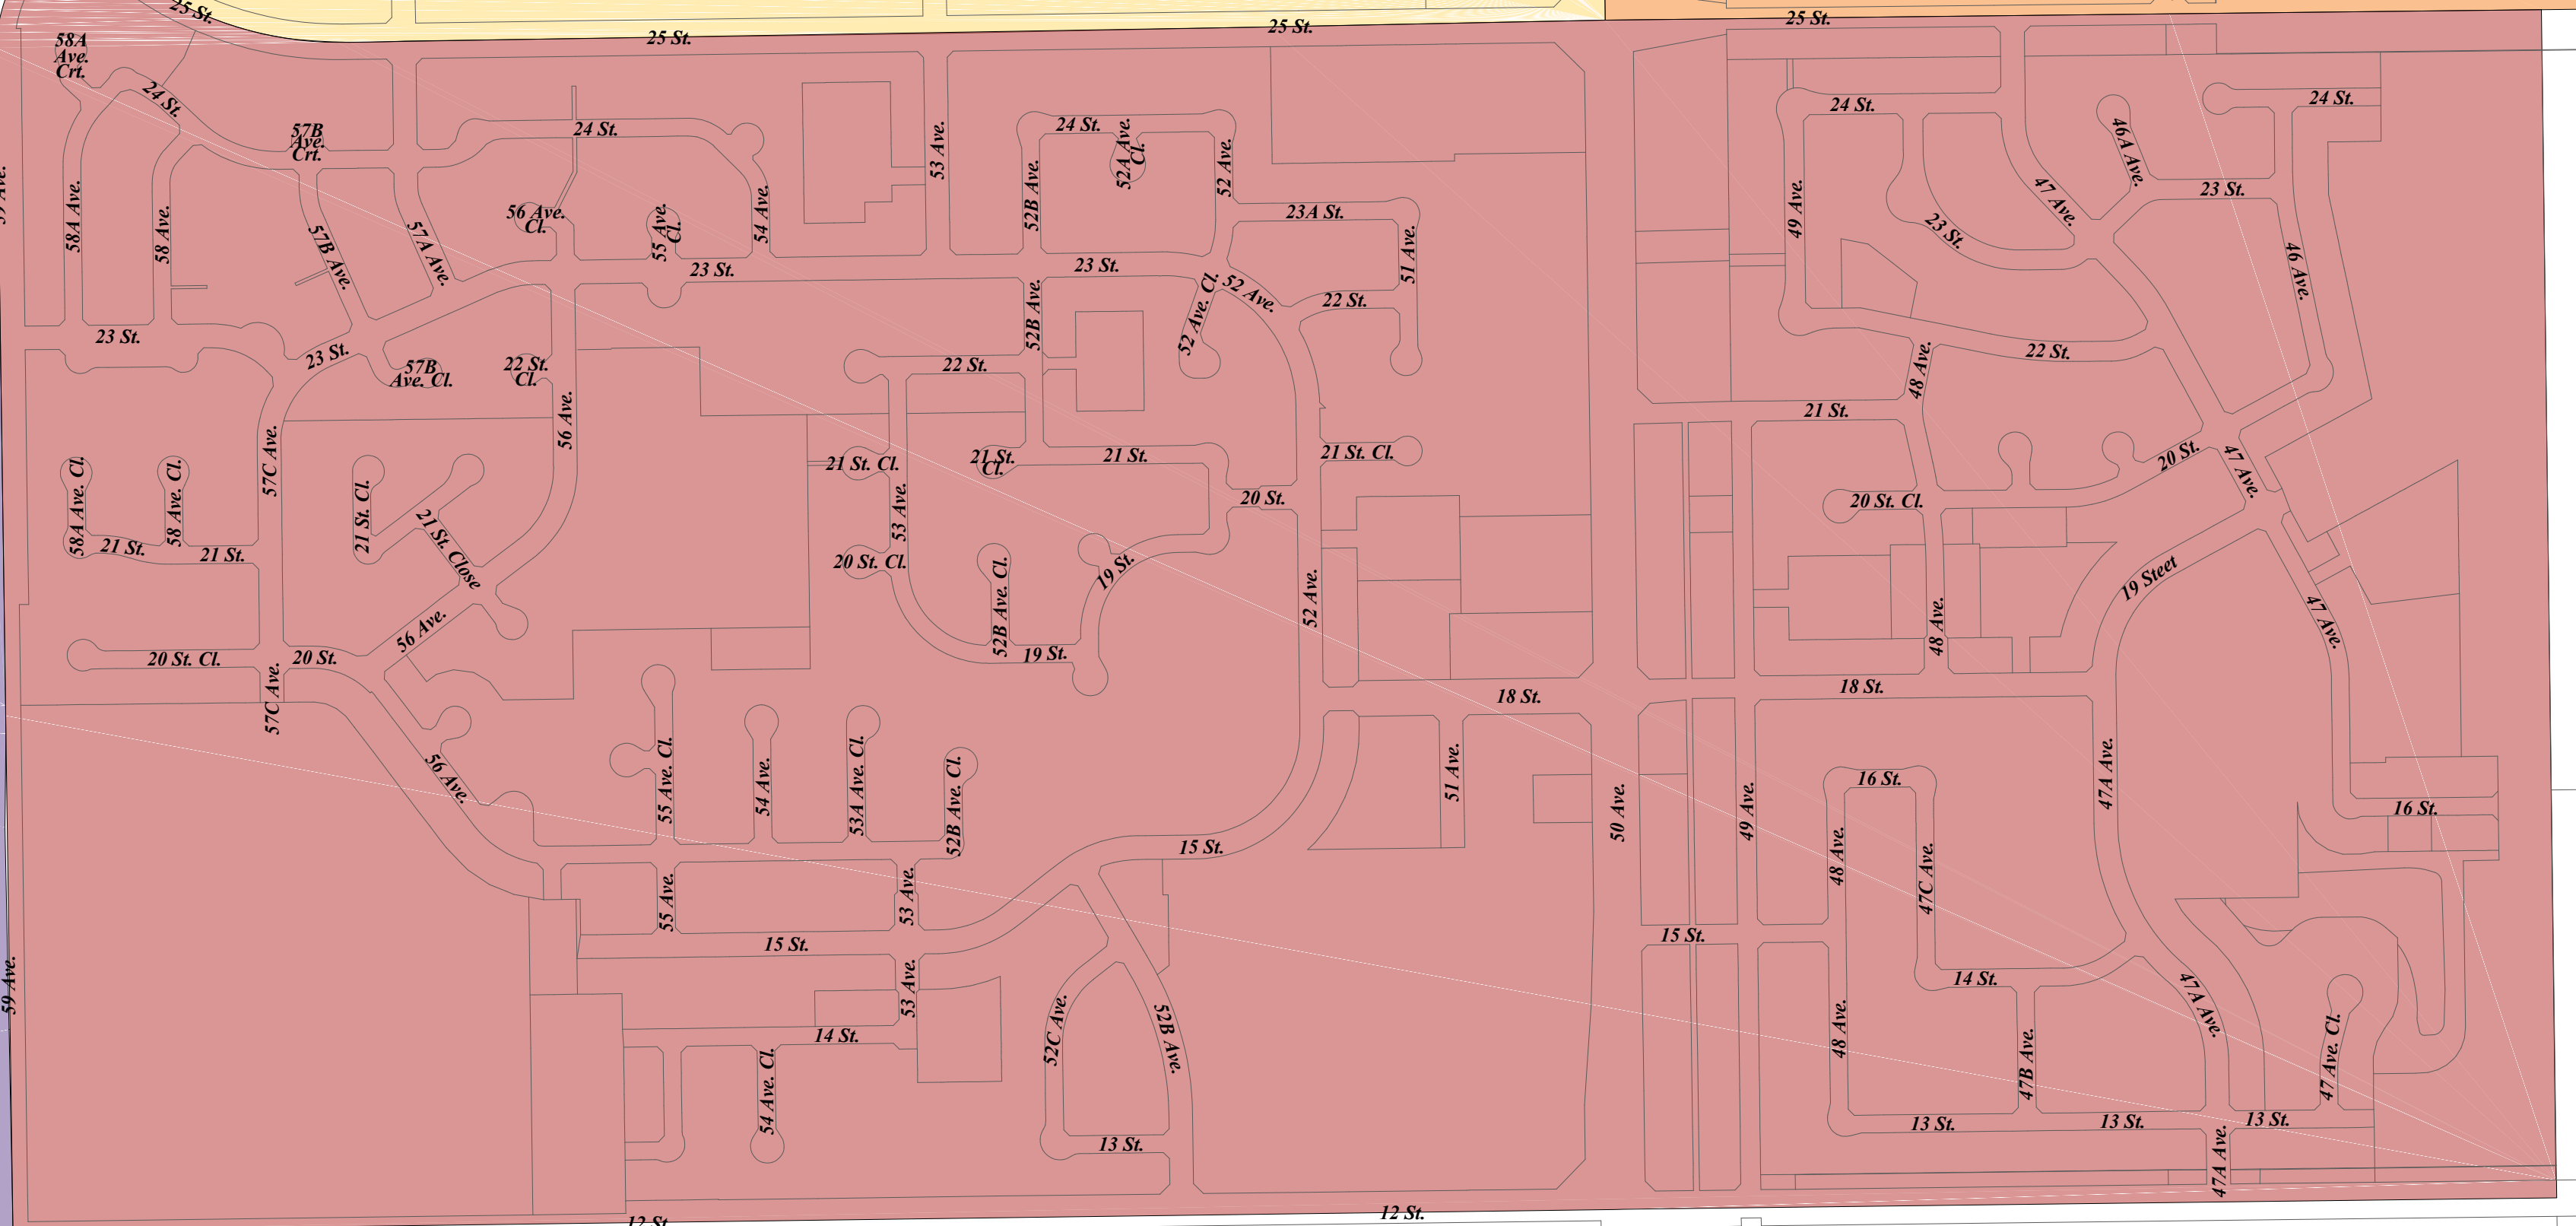 25 St.
25 St.
25 St.
25 St.
58A
Ave.
Crt.
24 St.
57B
Ave.
Crt.
24 St.
24 St.
52A Ave.
Cl.
53 Ave.
24 St.
24 St.
46A Ave.
58A Ave.
58 Ave.
57B Ave.
57A Ave.
56 Ave.
Cl.
55 Ave.
Cl.
54 Ave.
52B Ave.
52 Ave.
23A St.
51 Ave.
49 Ave.
23 St.
47 Ave.
23 St.
46 Ave.
23 St.
23 St.
52 Ave. Cl.
52 Ave.
22 St.
23 St.
23 St.
57B
Ave. Cl.
22 St.
Cl.
56 Ave.
22 St.
52B Ave.
48 Ave.
22 St.
21 St.
57C Ave.
58A Ave. Cl.
58 Ave. Cl.
21 St.
21 St.
21 St. Cl.
21 St. Close
21 St. Cl.
53 Ave.
21 St.
Cl.
21 St.
21 St. Cl.
20 St.
20 St. Cl.
20 St.
47 Ave.
20 St. Cl.
52B Ave. Cl.
19 St.
52 Ave.
19 Steet
48 Ave.
47 Ave.
20 St. Cl.
20 St.
56 Ave.
19 St.
57C Ave.
18 St.
18 St.
56 Ave.
55 Ave. Cl.
54 Ave.
53A Ave. Cl.
52B Ave. Cl.
51 Ave.
50 Ave.
49 Ave.
16 St.
48 Ave.
47C Ave.
47A Ave.
16 St.
15 St.
55 Ave.
53 Ave.
15 St.
15 St.
59 Ave.
53 Ave.
14 St.
47A Ave.
14 St.
54 Ave. Cl.
52C Ave.
52B Ave.
48 Ave.
47B Ave.
47 Ave. Cl.
13 St.
13 St.
13 St.
13 St.
47A Ave.
12 St.
12 St.